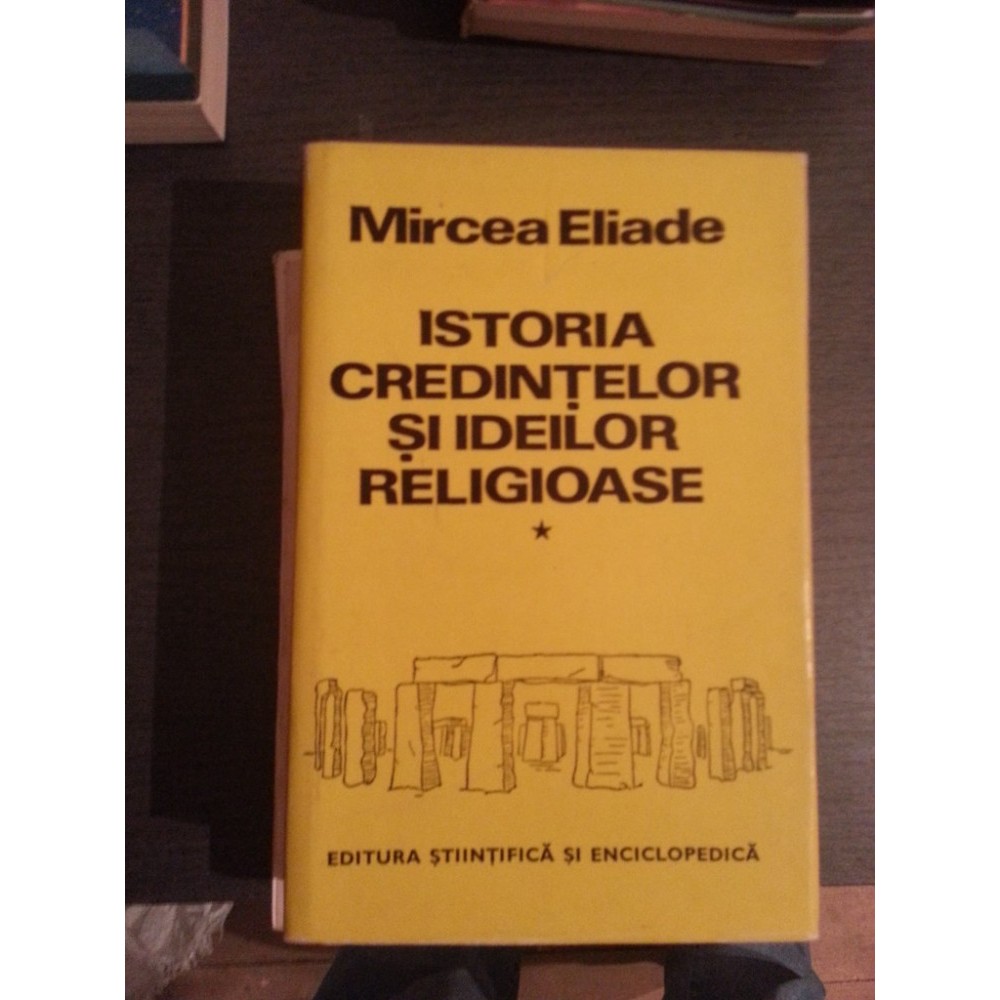 Mircea Eliade
ISTORIA
CREDINȚELOR
ȘI IDEILOR
RELIGIOASE
★
EDITURA ȘTIINȚIFICĂ ȘI ENCICLOPEDICĂ